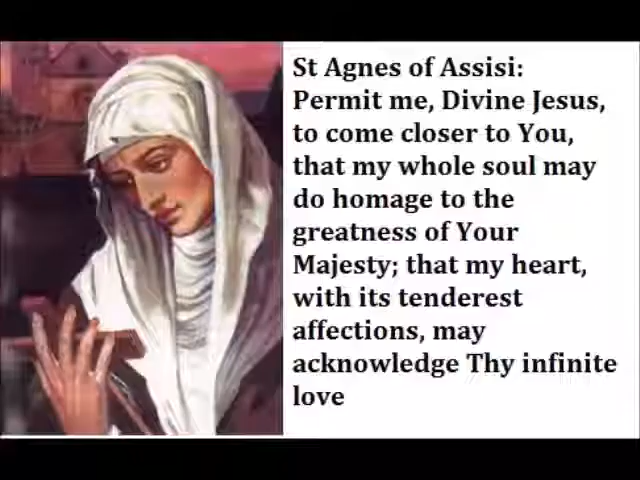 St Agnes of Assisi:
Permit me, Divine Jesus,
to come closer to You,
that my whole soul may
do homage to the
greatness of Your
Majesty; that my heart,
with its tenderest
affections, may
acknowledge Thy infinite
love